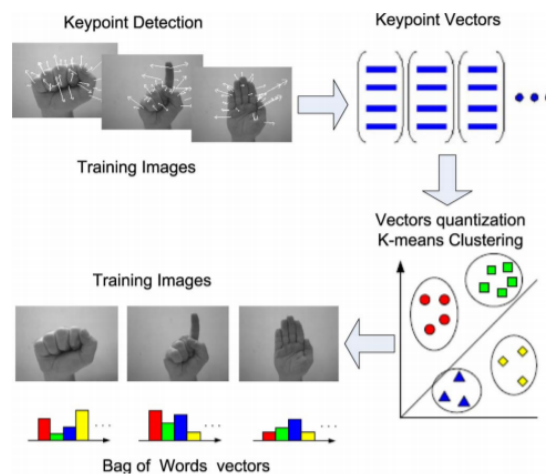 Keypoint Detection
Keypoint Vectors
Training Images
Vectors quantization
K-means Clustering
Training Images
Bag of Words vectors